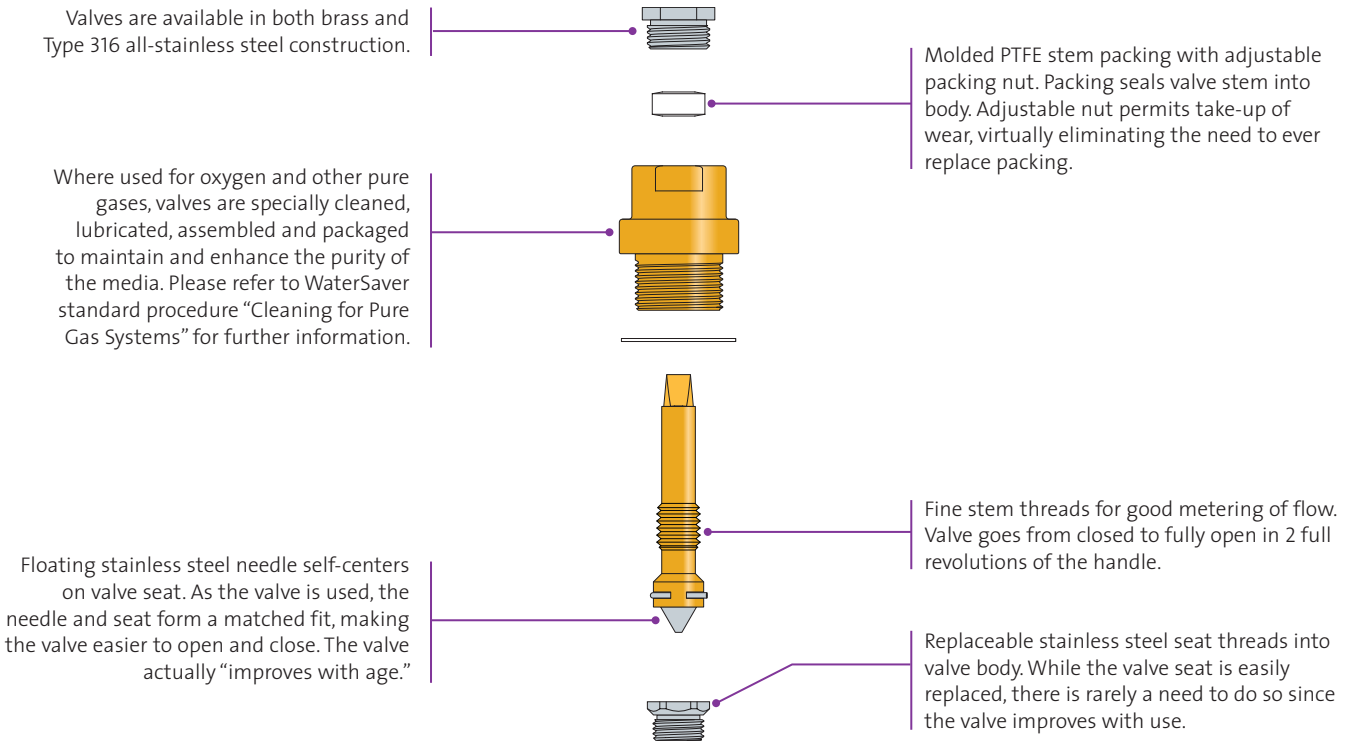 Valves are available in both brass and
Type 316 all-stainless steel construction.
Molded PTFE stem packing with adjustable
packing nut. Packing seals valve stem into
body. Adjustable nut permits take-up of
wear, virtually eliminating the need to ever
replace packing.
Where used for oxygen and other pure
gases, valves are specially cleaned,
lubricated, assembled and packaged
to maintain and enhance the purity of
the media. Please refer to WaterSaver
standard procedure “Cleaning for Pure
Gas Systems” for further information.
Fine stem threads for good metering of flow.
Valve goes from closed to fully open in 2 full
revolutions of the handle.
Floating stainless steel needle self-centers
on valve seat. As the valve is used, the
needle and seat form a matched fit, making
the valve easier to open and close. The valve
actually “improves with age.”
Replaceable stainless steel seat threads into
valve body. While the valve seat is easily
replaced, there is rarely a need to do so since
the valve improves with use.